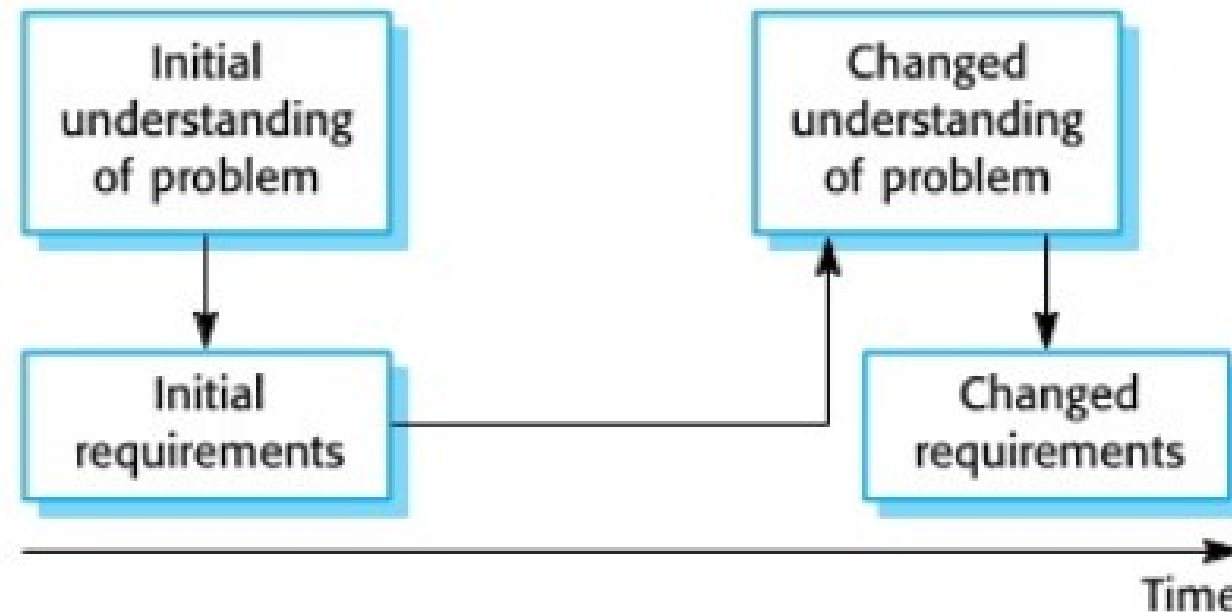 Initial
understanding
of problem
Changed
understanding
of problem
Initial
requirements
Changed
requirements
Time